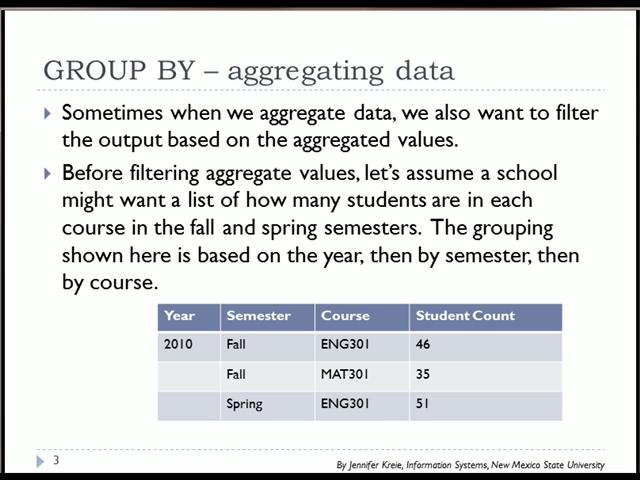 GROUP BY – aggregating data
Sometimes when we aggregate data, we also want to filter
the output based on the aggregated values.
Before filtering aggregate values, let's assume a school
might want a list of how many students are in each
course in the fall and spring semesters. The grouping
shown here is based on the year, then by semester, then
by course.
Year Semester Course Student Count
2010 Fall ENG301 46
Fall MAT301 35
Spring ENG301 51
3
By Jennifer Kreie, Information Systems, New Mexico State University